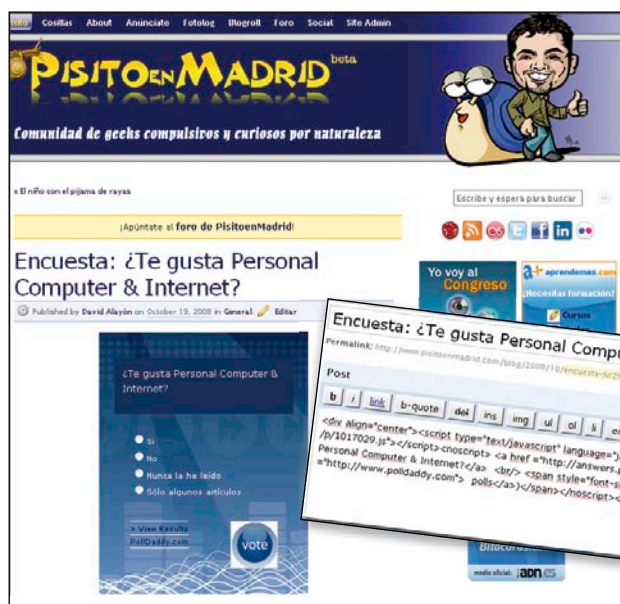 Cosillas About Anúnciate Fotolog Blogroll Foro Social Site Admin
PISITOENMADRID beta
Comunidad de geeks compulsivos y curiosos por naturaleza
« El niño con el pijama de rayas
Escribe y espera para buscar
¡Apúntate al foro de PisitoenMadrid!
Encuesta: ¿Te gusta Personal
Computer & Internet?
Published by David Alayón on October 19, 2008 in General. Editar
Yo voy al
Congreso
a+ aprendemas.com
¿Necesitas formación?
Cursos
¿Te gusta Personal Computer &
Internet?
Si
No
Nunca la he leído
Sólo algunos artículos
> View Results
PollDaddy.com
vote
Encuesta: ¿Te gusta Personal Compu
Permalink: http://www.pisitoenmadrid.com/blog/2008/10/encuesta-
Post
b i link b-quote del ins img ul ol li
<div align="center"><script type="text/javascript" language="j
/p/1017029.js"></script><noscript> <a href ="http://answers.p
Personal Computer & Internet?</a> <br/> <span style="font-s
="http://www.polldaddy.com"> polls</a>)</span></noscript><
medio oficial: ADN.ES